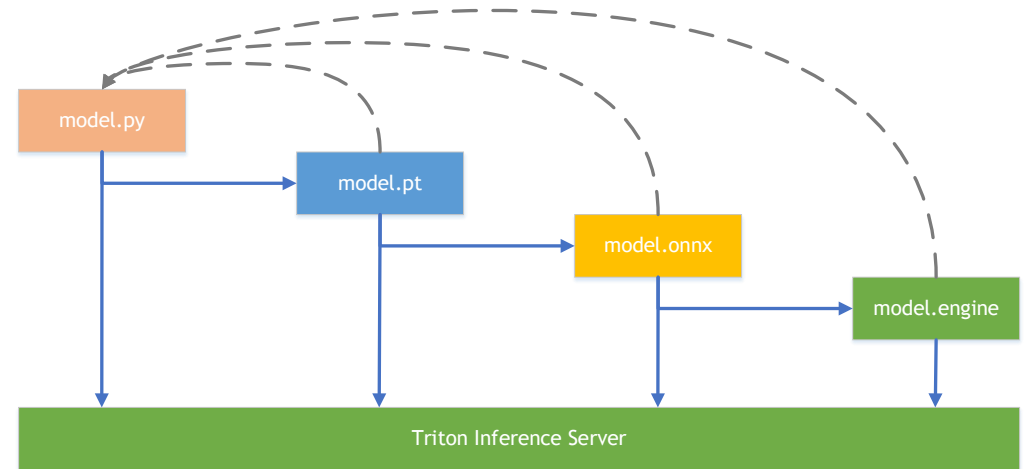 model.py
model.pt
model.onnx
model.engine
Triton Inference Server